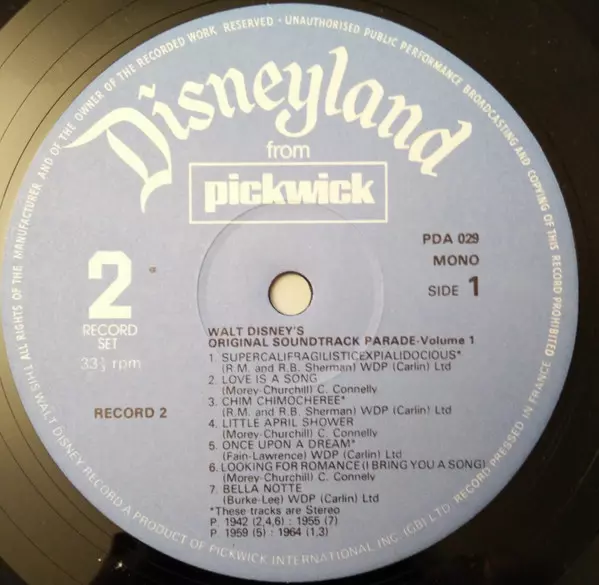 ALL RIGHTS OF THE MANUFACTURER AND OF THE OWNER OF THE RECORDED WORK RESERVED - UNAUTHORISED PUBLIC PERFORMANCE BROADCASTING AND COPYING OF THIS RECORD PROHIBITED
Disneyland
from
pickwick
PDA 029
MONO
SIDE 1
2
RECORD
SET
33⅓ rpm
RECORD 2
WALT DISNEY'S
ORIGINAL SOUNDTRACK PARADE-Volume 1
1. SUPERCALIFRAGILISTICEXPIALIDOCIOUS*
(R.M. and R.B. Sherman) WDP (Carlin) Ltd
2. LOVE IS A SONG
(Morey-Churchill) C. Connelly
3. CHIM CHIMOCHEREE*
(R.M. and R.B. Sherman) WDP (Carlin) Ltd
4. LITTLE APRIL SHOWER
(Morey-Churchill) C. Connelly
5. ONCE UPON A DREAM*
(Fain-Lawrence) WDP (Carlin) Ltd
6. LOOKING FOR ROMANCE (I BRING YOU A SONG)
(Morey-Churchill) C. Connelly
7. BELLA NOTTE
(Burke-Lee) WDP (Carlin) Ltd
*These tracks are Stereo
P 1942 (2,4,6) : 1955 (7)
P 1959 (5) : 1964 (1,3)
THIS WALT DISNEY RECORD A PRODUCT OF PICKWICK INTERNATIONAL INC. (GB) LTD RECORD PRESSED IN FRANCE